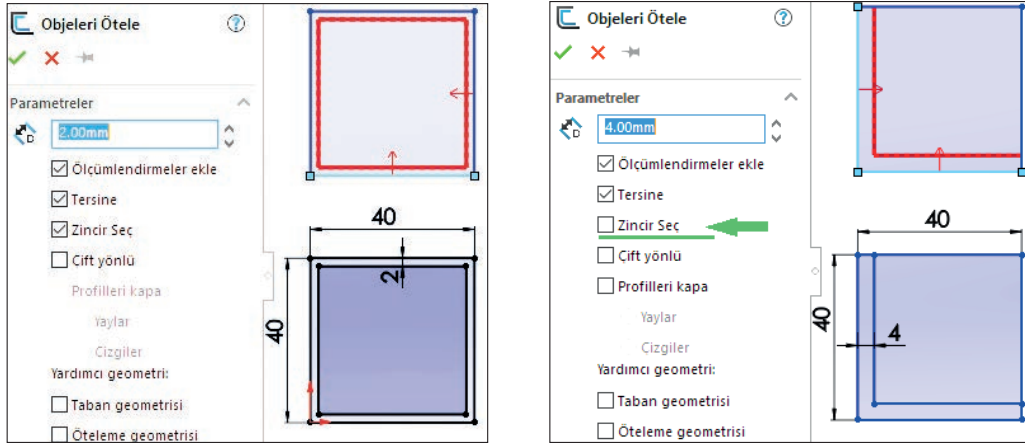 Objeleri Ötele
?
Parametreler
D
2.00mm
Ölçümlendirmeler ekle
Tersine
Zincir Seç
Çift yönlü
Profilleri kapa
Yaylar
Çizgiler
Yardımcı geometri:
Taban geometrisi
Öteleme geometrisi
40
2
40
Objeleri Ötele
?
Parametreler
D
4.00mm
Ölçümlendirmeler ekle
Tersine
Zincir Seç
Çift yönlü
Profilleri kapa
Yaylar
Çizgiler
Yardımcı geometri:
Taban geometrisi
Öteleme geometrisi
40
40
4